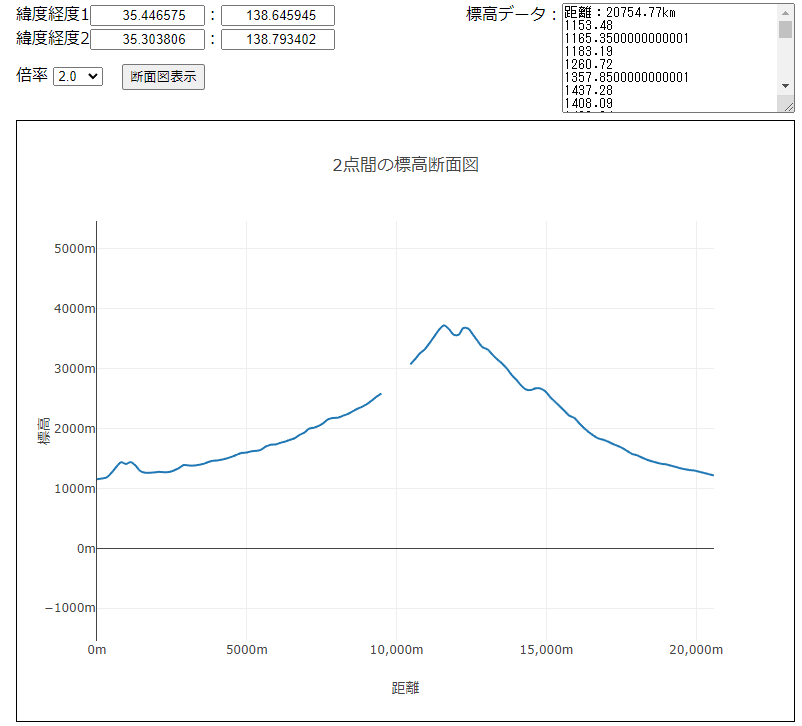 緯度経度1 35.446575 : 138.645945
緯度経度2 35.303806 : 138.793402
倍率 2.0 断面図表示
標高データ :
距離：20754.77km
1153.48
1165.3500000000001
1183.19
1260.72
1357.8500000000001
1437.28
1408.09
2点間の標高断面図
5000m
4000m
3000m
2000m
1000m
0m
−1000m
標高
0m 5000m 10,000m 15,000m 20,000m
距離